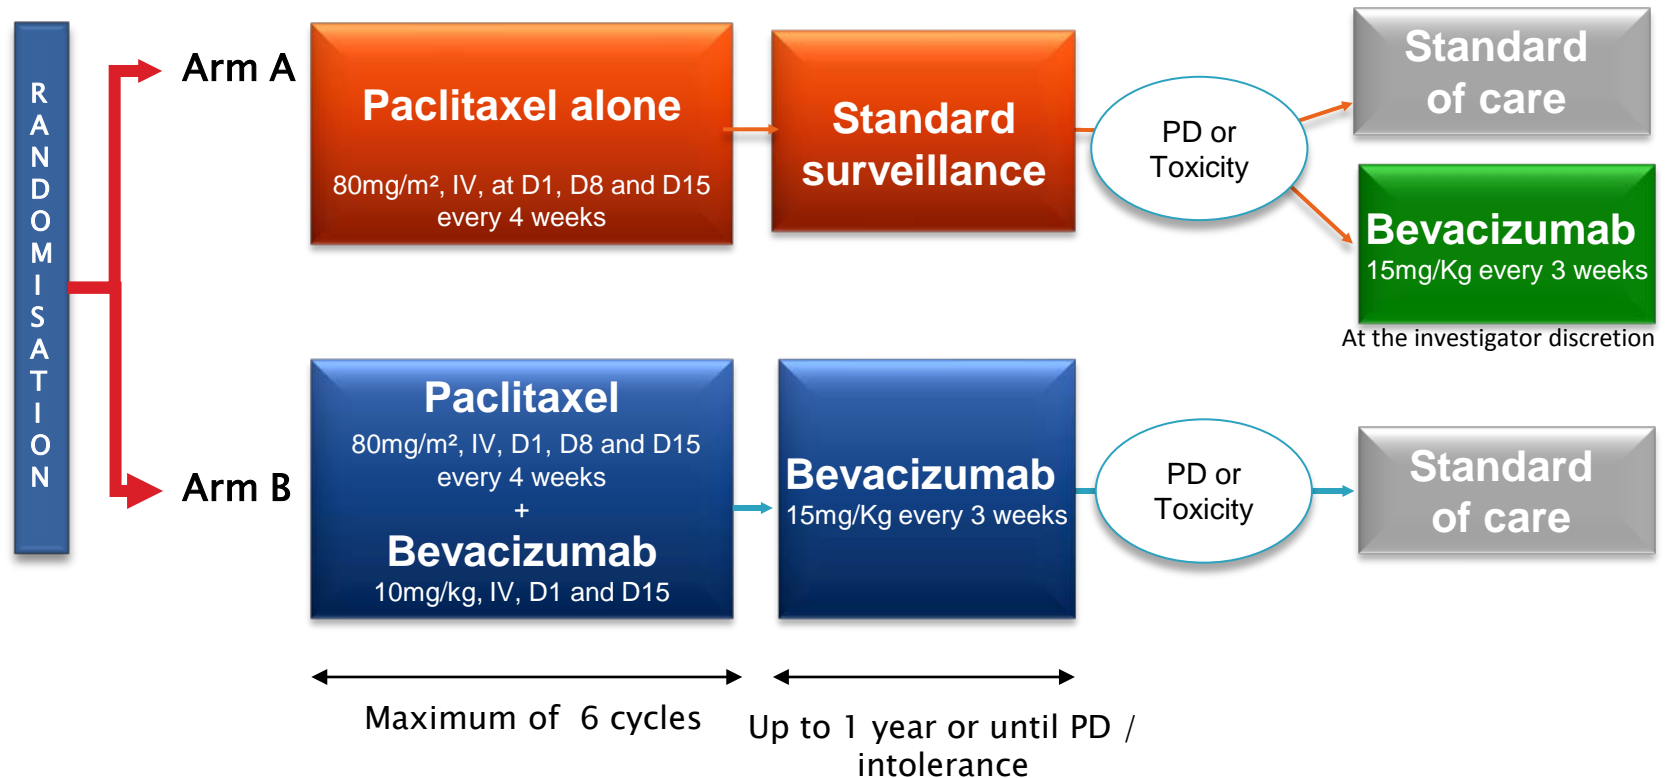 RANDOMISATION
Arm A
Paclitaxel alone
80mg/m², IV, at D1, D8 and D15
every 4 weeks
Standard
surveillance
PD or
Toxicity
Standard
of care
Bevacizumab
15mg/Kg every 3 weeks
At the investigator discretion
Arm B
Paclitaxel
80mg/m², IV, D1, D8 and D15
every 4 weeks
+
Bevacizumab
10mg/kg, IV, D1 and D15
Bevacizumab
15mg/Kg every 3 weeks
PD or
Toxicity
Standard
of care
Maximum of 6 cycles
Up to 1 year or until PD /
intolerance